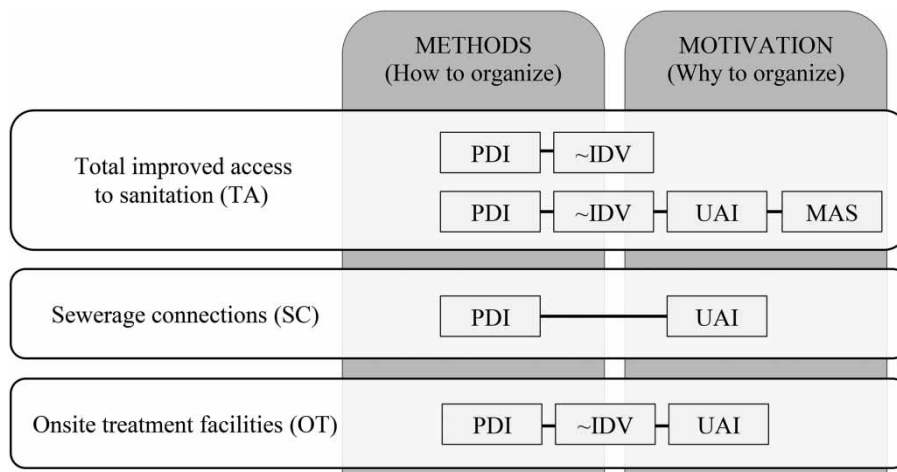 METHODS
(How to organize)
MOTIVATION
(Why to organize)
Total improved access
to sanitation (TA)
PDI ~IDV
PDI ~IDV UAI MAS
Sewerage connections (SC)
PDI UAI
Onsite treatment facilities (OT)
PDI ~IDV UAI